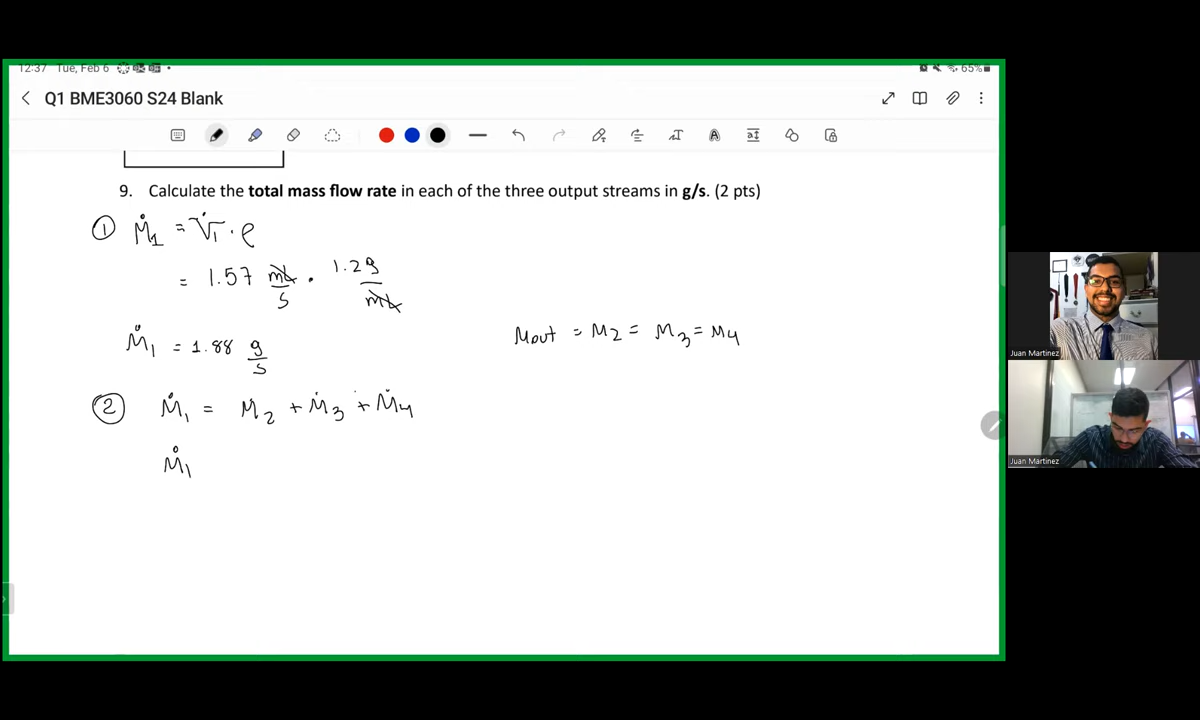 12:37 Tue, Feb 6
65%
Q1 BME3060 S24 Blank
9. Calculate the total mass flow rate in each of the three output streams in g/s. (2 pts)
① Ṁ1 = V̇1 · ρ
= 1.57 mL/s · 1.2g/mL
Ṁ1 = 1.88 g/s
Mout = M2 = M3 = M4
② Ṁ1 = Ṁ2 + Ṁ3 + Ṁ4
Ṁ1
Juan Martinez
Juan Martinez